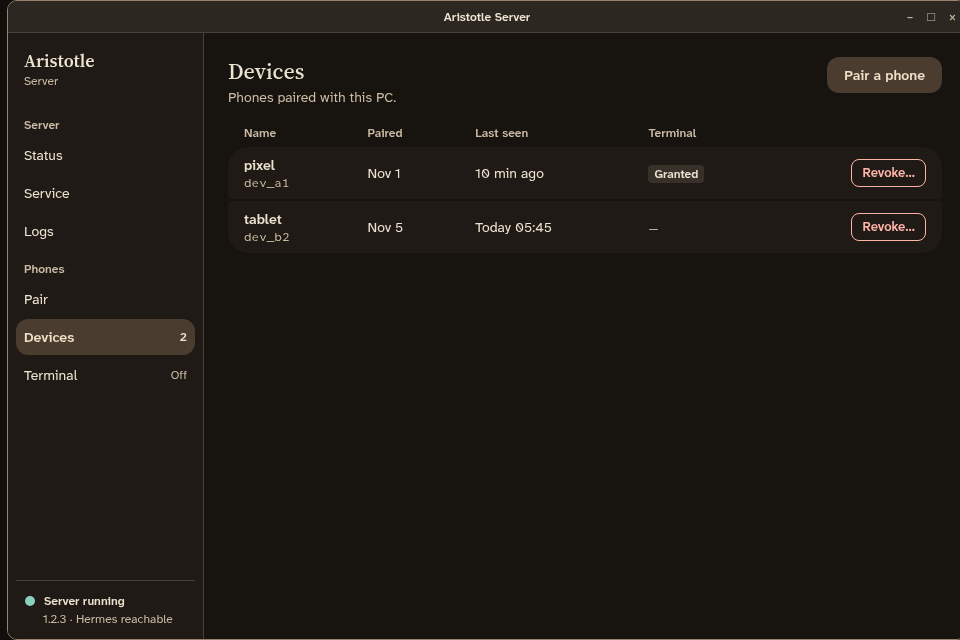 Aristotle Server
Aristotle
Server
Server
Status
Service
Logs
Phones
Pair
Devices 2
Terminal Off
Server running
1.2.3 · Hermes reachable
Devices
Phones paired with this PC.
Pair a phone
Name Paired Last seen Terminal
pixel
dev_a1
Nov 1 10 min ago Granted Revoke...
tablet
dev_b2
Nov 5 Today 05:45 — Revoke...